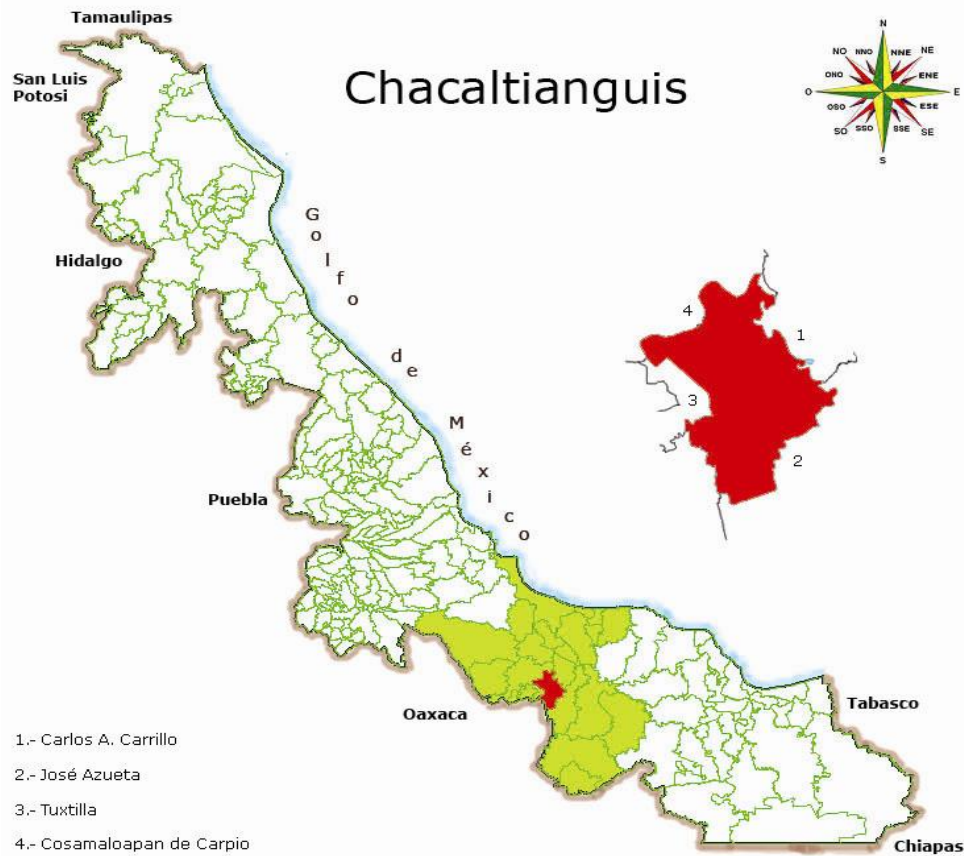 Tamaulipas
San Luis
Potosi
Chacaltianguis
N
NNO
NNE
NO
NE
ONO
ENE
O
E
OSO
ESE
SO
SSO
SSE
SE
S
Golfo de México
Hidalgo
4
1
3
2
Puebla
Oaxaca
Tabasco
Chiapas
1.- Carlos A. Carrillo
2.- José Azueta
3.- Tuxtilla
4.- Cosamaloapan de Carpio